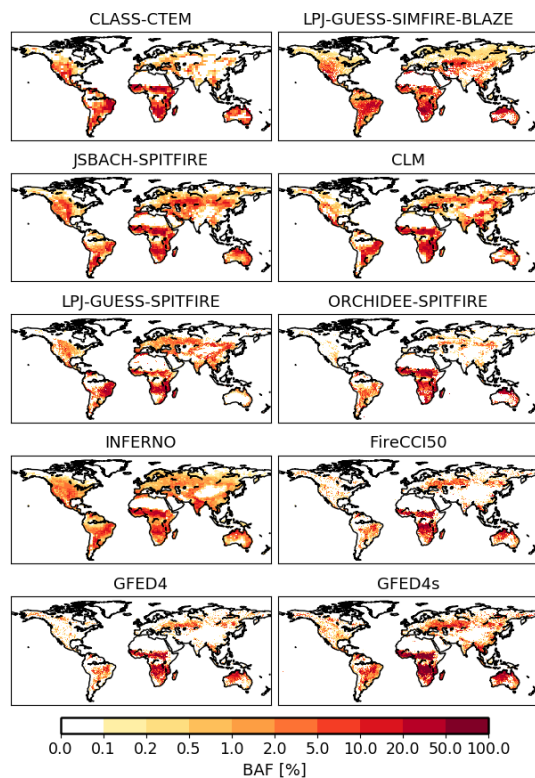 CLASS-CTEM
LPJ-GUESS-SIMFIRE-BLAZE
JSBACH-SPITFIRE
CLM
LPJ-GUESS-SPITFIRE
ORCHIDEE-SPITFIRE
INFERNO
FireCCI50
GFED4
GFED4s
0.0 0.1 0.2 0.5 1.0 2.0 5.0 10.0 20.0 50.0 100.0
BAF [%]